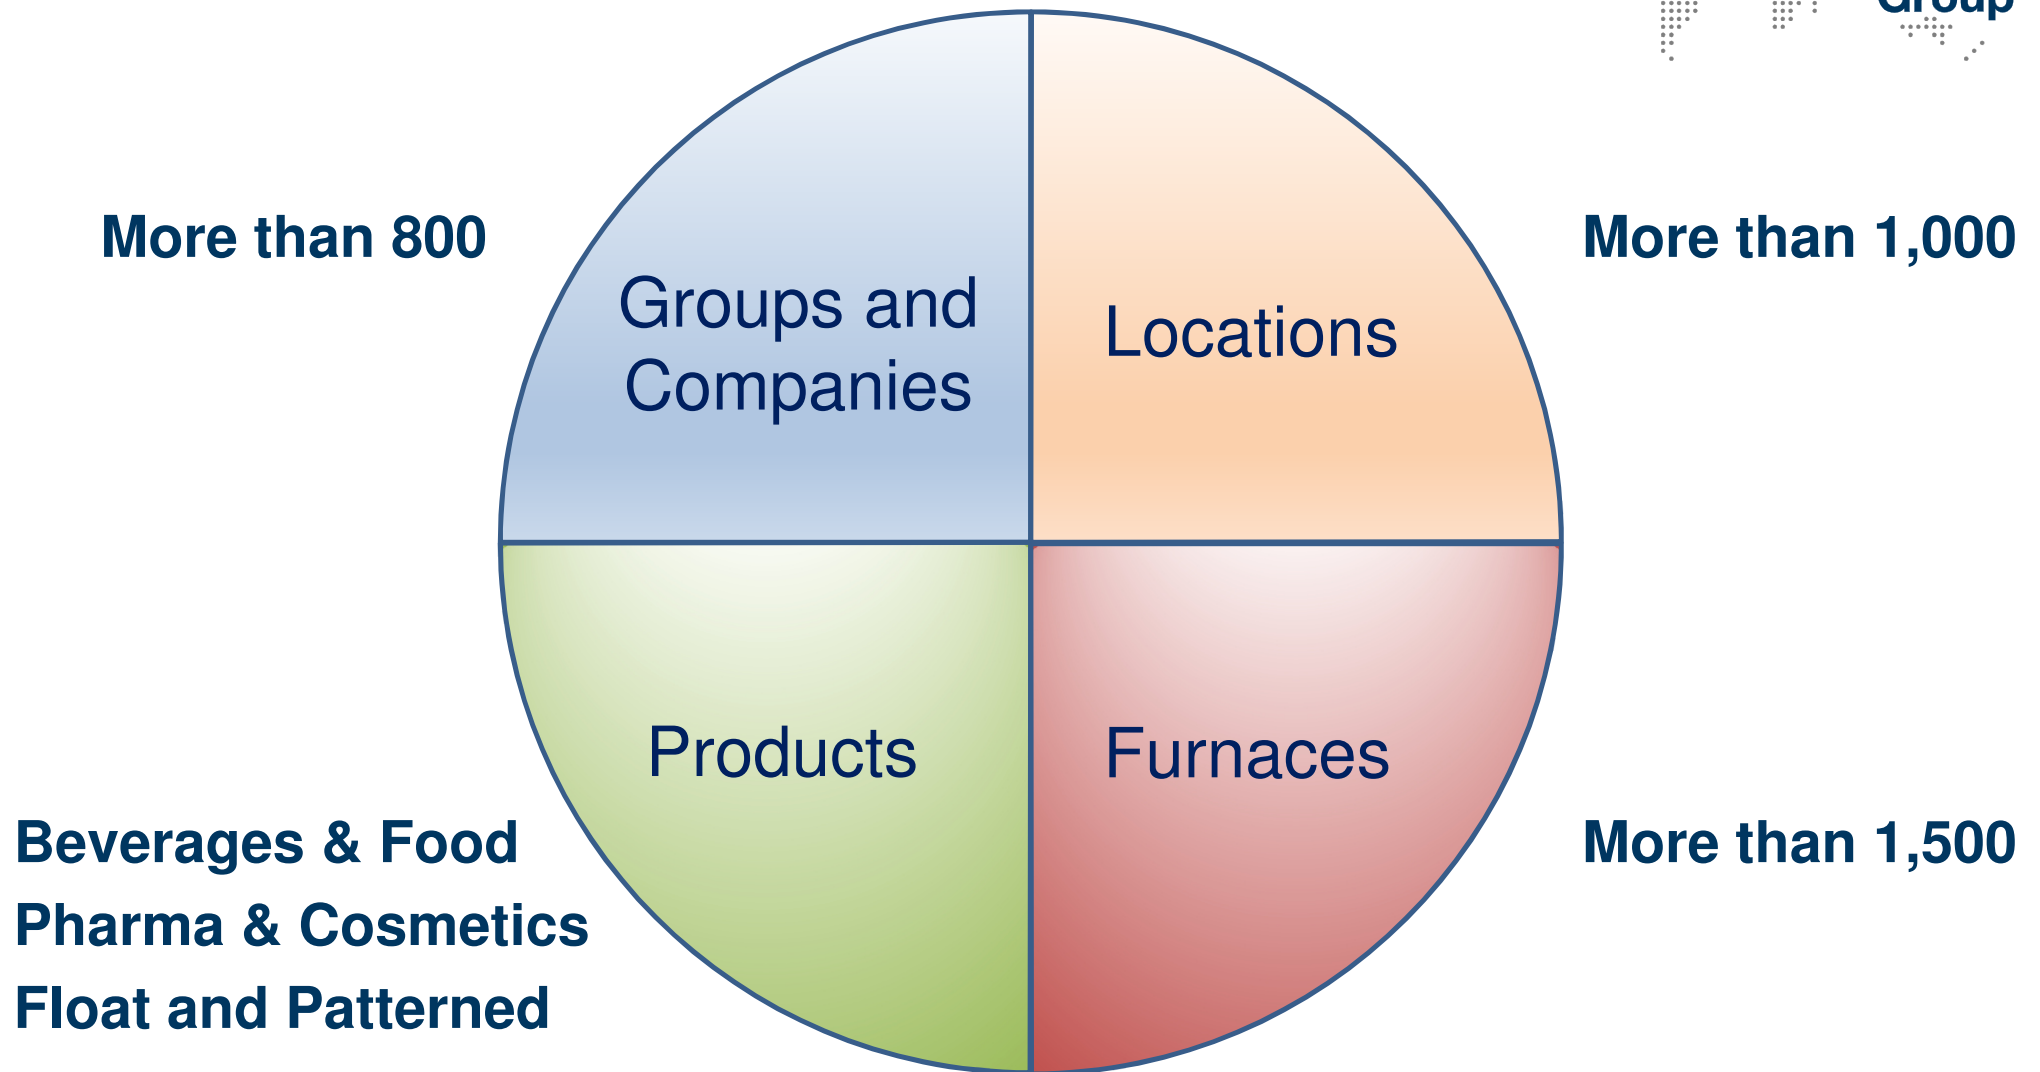 Group
More than 800
More than 1,000
Groups and
Companies
Locations
Products
Furnaces
Beverages & Food
Pharma & Cosmetics
Float and Patterned
More than 1,500